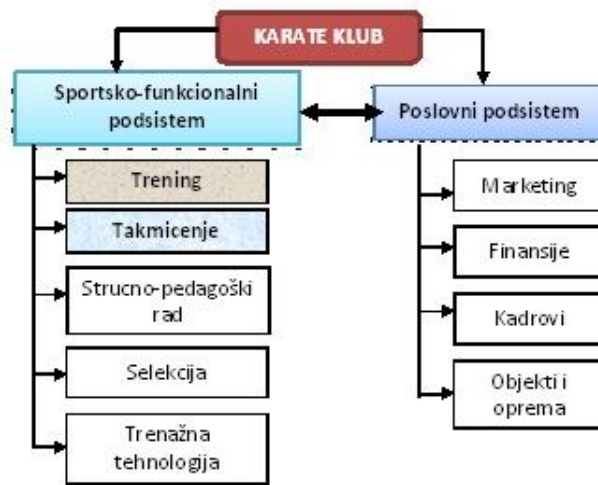 KARATE KLUB
Sportsko-funkcionalni
podsistem
Poslovni podsistem
Trening
Takmicenje
Strucno-pedagoški
rad
Selekcija
Trenažna
tehnologija
Marketing
Finansije
Kadrovi
Objekti i
oprema